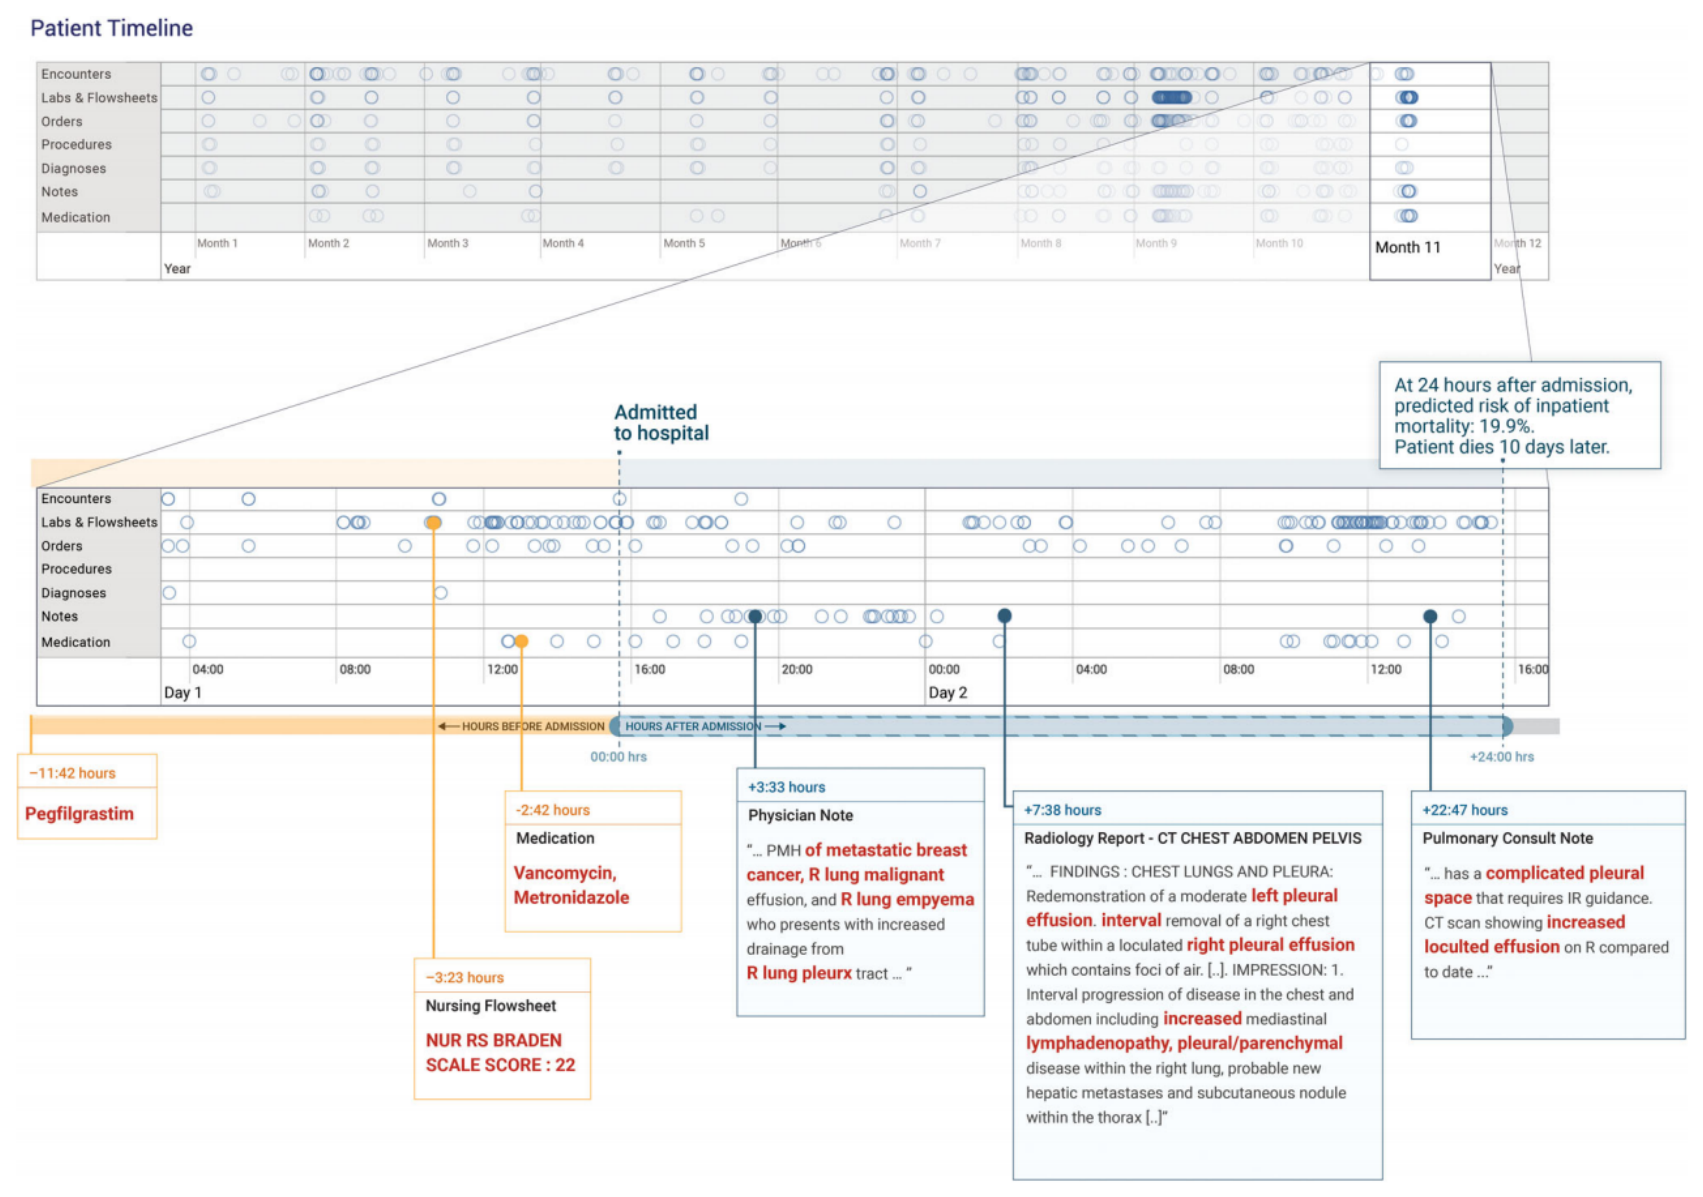 Patient Timeline
Encounters
Labs & Flowsheets
Orders
Procedures
Diagnoses
Notes
Medication
Month 1
Month 2
Month 3
Month 4
Month 5
Month 6
Month 7
Month 8
Month 9
Month 10
Month 11
Month 12
Year
Year
At 24 hours after admission,
predicted risk of inpatient
mortality: 19.9%.
Patient dies 10 days later.
Admitted
to hospital
Encounters
Labs & Flowsheets
Orders
Procedures
Diagnoses
Notes
Medication
04:00
08:00
12:00
16:00
20:00
00:00
04:00
08:00
12:00
16:00
Day 1
Day 2
HOURS BEFORE ADMISSION
HOURS AFTER ADMISSION
00:00 hrs
+24:00 hrs
−11:42 hours
Pegfilgrastim
−3:23 hours
Nursing Flowsheet
NUR RS BRADEN
SCALE SCORE : 22
-2:42 hours
Medication
Vancomycin,
Metronidazole
+3:33 hours
Physician Note
“... PMH of metastatic breast
cancer, R lung malignant
effusion, and R lung empyema
who presents with increased
drainage from
R lung pleurx tract ... ”
+7:38 hours
Radiology Report - CT CHEST ABDOMEN PELVIS
“... FINDINGS : CHEST LUNGS AND PLEURA:
Redemonstration of a moderate left pleural
effusion. interval removal of a right chest
tube within a loculated right pleural effusion
which contains foci of air. [..]. IMPRESSION: 1.
Interval progression of disease in the chest and
abdomen including increased mediastinal
lymphadenopathy, pleural/parenchymal
disease within the right lung, probable new
hepatic metastases and subcutaneous nodule
within the thorax [..]”
+22:47 hours
Pulmonary Consult Note
“... has a complicated pleural
space that requires IR guidance.
CT scan showing increased
loculted effusion on R compared
to date ...”